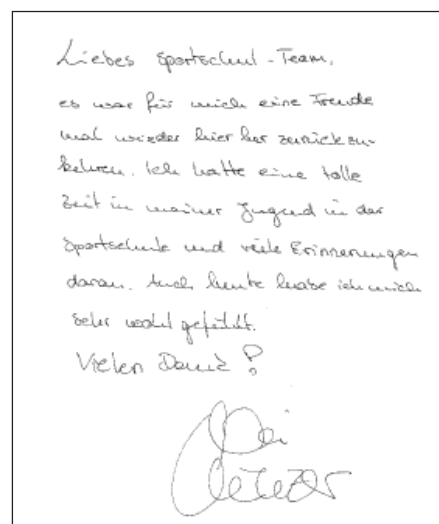 Liebes Sportschul-Team,
es war für mich eine Freude
mal wieder hier her zurückzu-
kehren. Ich hatte eine tolle
Zeit in meiner Jugend in der
Sportschule und viele Erinnerungen
daran. Auch heute habe ich mich
sehr wohl gefühlt.
Vielen Dank!